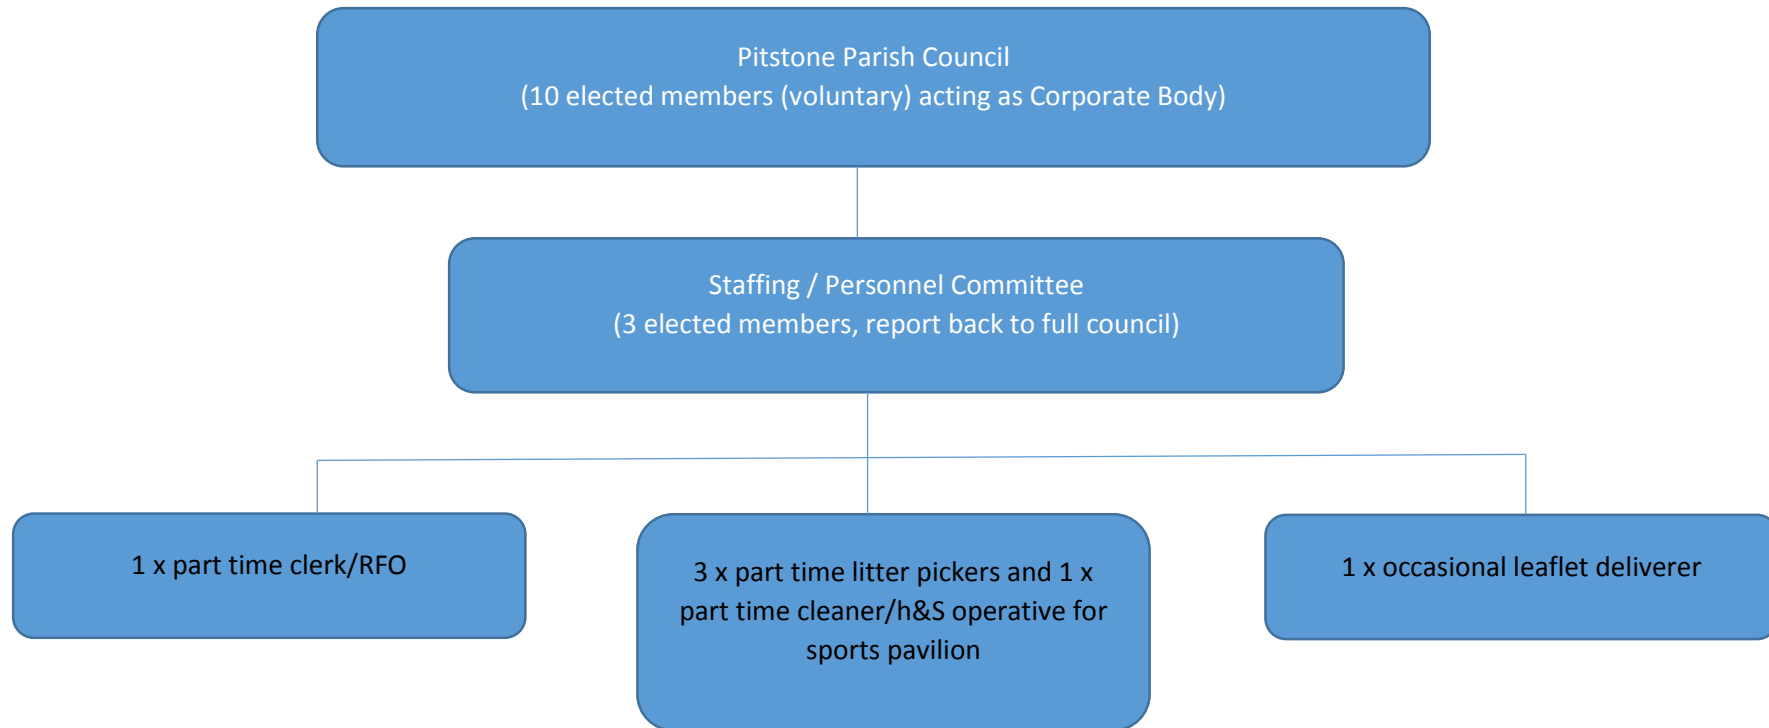 Pitstone Parish Council
(10 elected members (voluntary) acting as Corporate Body)
Staffing / Personnel Committee
(3 elected members, report back to full council)
1 x part time clerk/RFO
3 x part time litter pickers and 1 x
part time cleaner/h&S operative for
sports pavilion
1 x occasional leaflet deliverer